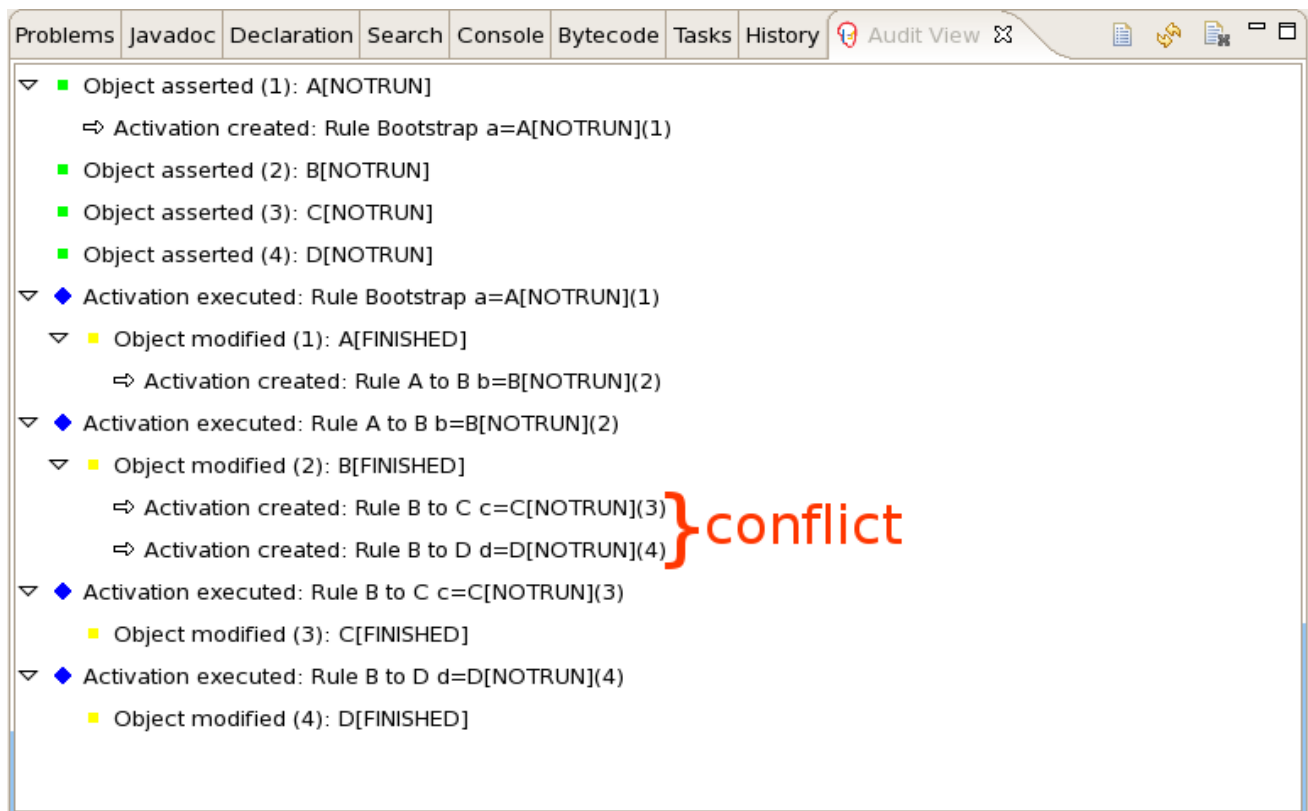 Problems Javadoc Declaration Search Console Bytecode Tasks History Audit View
Object asserted (1): A[NOTRUN]
Activation created: Rule Bootstrap a=A[NOTRUN](1)
Object asserted (2): B[NOTRUN]
Object asserted (3): C[NOTRUN]
Object asserted (4): D[NOTRUN]
Activation executed: Rule Bootstrap a=A[NOTRUN](1)
Object modified (1): A[FINISHED]
Activation created: Rule A to B b=B[NOTRUN](2)
Activation executed: Rule A to B b=B[NOTRUN](2)
Object modified (2): B[FINISHED]
Activation created: Rule B to C c=C[NOTRUN](3)
} conflict
Activation created: Rule B to D d=D[NOTRUN](4)
Activation executed: Rule B to C c=C[NOTRUN](3)
Object modified (3): C[FINISHED]
Activation executed: Rule B to D d=D[NOTRUN](4)
Object modified (4): D[FINISHED]